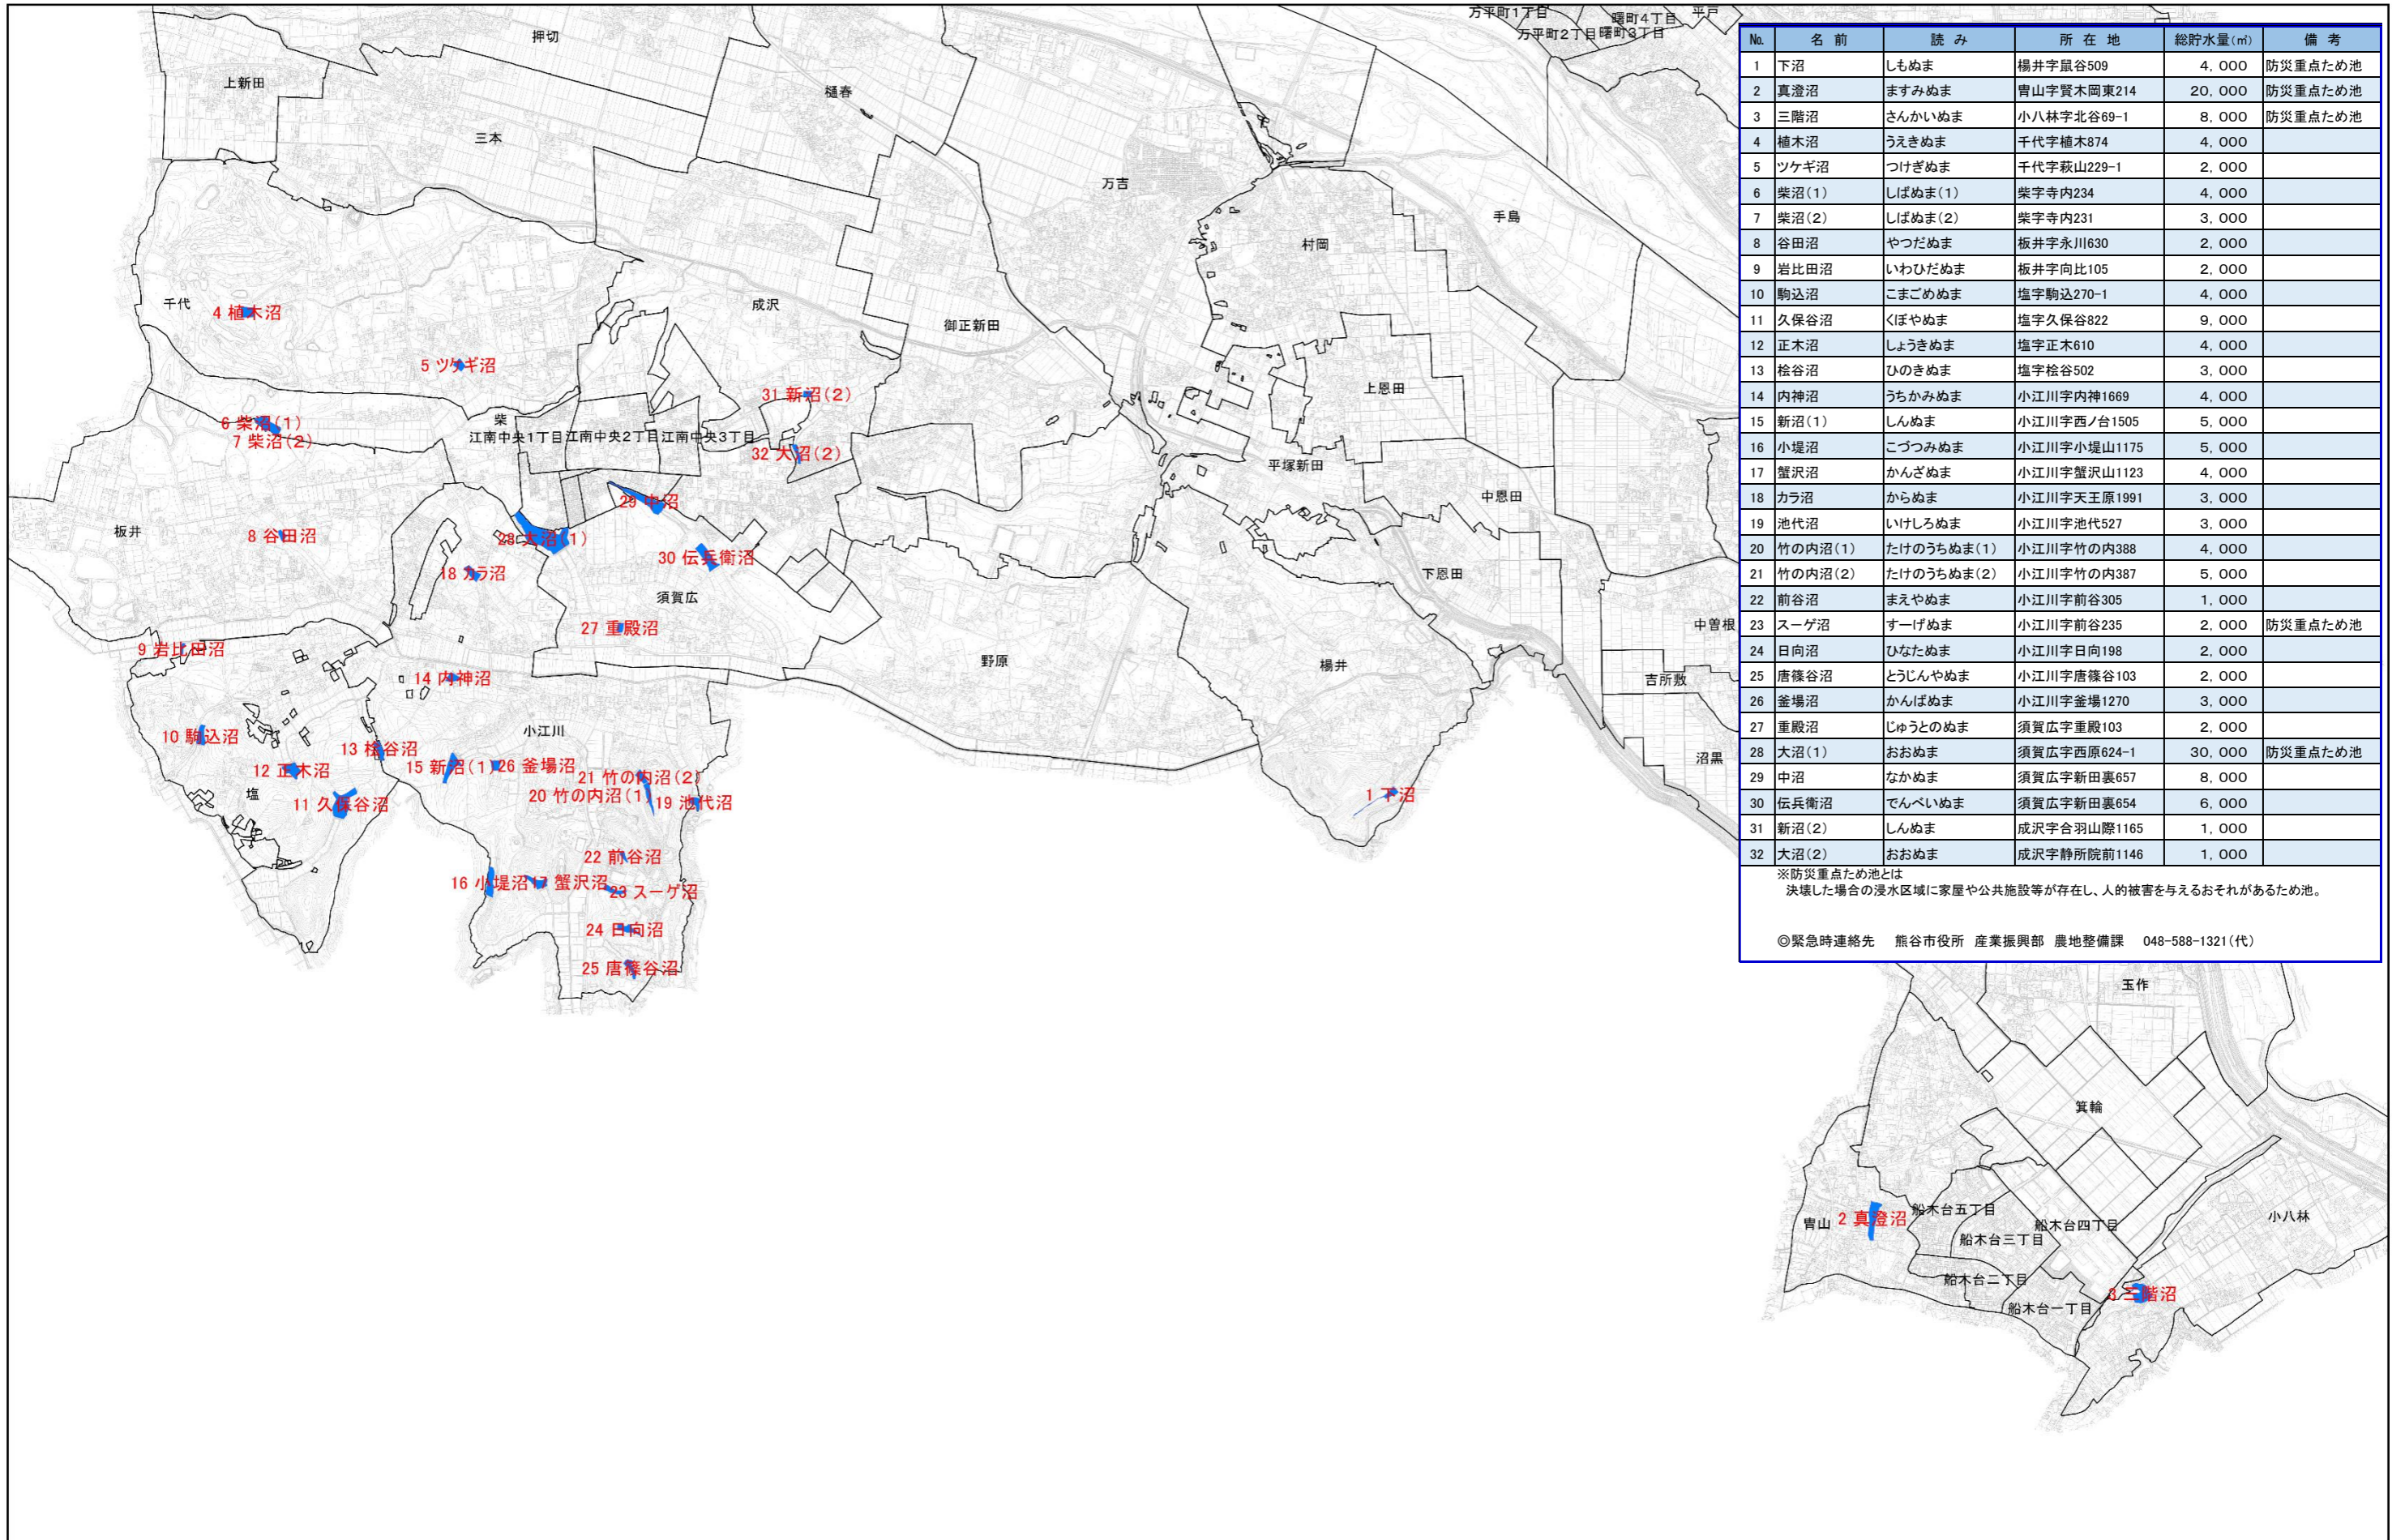 万平町1丁目
曙町4丁目
平戸
万平町2丁目
曙町3丁目
押切
上新田
樋春
三本
万吉
手島
村岡
千代
4 植木沼
成沢
御正新田
5 ツケギ沼
31 新沼(2)
上恩田
6 柴沼(1)
7 柴沼(2)
柴
江南中央1丁目
江南中央2丁目
江南中央3丁目
32 大沼(2)
平塚新田
中恩田
29 中沼
板井
8 谷田沼
28 大沼(1)
30 伝兵衛沼
18 カラ沼
下恩田
須賀広
27 重殿沼
中曽根
9 岩比田沼
野原
楊井
14 内神沼
吉所敷
小江川
10 駒込沼
13 桧谷沼
沼黒
12 正木沼
15 新沼(1)
26 釜場沼
21 竹の内沼(2)
塩
11 久保谷沼
20 竹の内沼(1)
19 池代沼
1 下沼
22 前谷沼
16 小堤沼
17 蟹沢沼
23 スーゲ沼
24 日向沼
25 唐篠谷沼
玉作
箕輪
冑山
2 真澄沼
船木台五丁目
船木台四丁目
小八林
船木台三丁目
船木台二丁目
3 三階沼
船木台一丁目
№ 名 前 読 み 所 在 地 総貯水量(㎥) 備 考
1 下沼 しもぬま 楊井字鼠谷509 4,000 防災重点ため池
2 真澄沼 ますみぬま 冑山字賢木岡東214 20,000 防災重点ため池
3 三階沼 さんかいぬま 小八林字北谷69-1 8,000 防災重点ため池
4 植木沼 うえきぬま 千代字植木874 4,000
5 ツケギ沼 つけぎぬま 千代字萩山229-1 2,000
6 柴沼(1) しばぬま(1) 柴字寺内234 4,000
7 柴沼(2) しばぬま(2) 柴字寺内231 3,000
8 谷田沼 やつだぬま 板井字永川630 2,000
9 岩比田沼 いわひだぬま 板井字向比105 2,000
10 駒込沼 こまごめぬま 塩字駒込270-1 4,000
11 久保谷沼 くぼやぬま 塩字久保谷822 9,000
12 正木沼 しょうきぬま 塩字正木610 4,000
13 桧谷沼 ひのきぬま 塩字桧谷502 3,000
14 内神沼 うちかみぬま 小江川字内神1669 4,000
15 新沼(1) しんぬま 小江川字西ノ台1505 5,000
16 小堤沼 こづつみぬま 小江川字小堤山1175 5,000
17 蟹沢沼 かんざぬま 小江川字蟹沢山1123 4,000
18 カラ沼 からぬま 小江川字天王原1991 3,000
19 池代沼 いけしろぬま 小江川字池代527 3,000
20 竹の内沼(1) たけのうちぬま(1) 小江川字竹の内388 4,000
21 竹の内沼(2) たけのうちぬま(2) 小江川字竹の内387 5,000
22 前谷沼 まえやぬま 小江川字前谷305 1,000
23 スーゲ沼 すーげぬま 小江川字前谷235 2,000 防災重点ため池
24 日向沼 ひなたぬま 小江川字日向198 2,000
25 唐篠谷沼 とうじんやぬま 小江川字唐篠谷103 2,000
26 釜場沼 かんばぬま 小江川字釜場1270 3,000
27 重殿沼 じゅうとのぬま 須賀広字重殿103 2,000
28 大沼(1) おおぬま 須賀広字西原624-1 30,000 防災重点ため池
29 中沼 なかぬま 須賀広字新田裏657 8,000
30 伝兵衛沼 でんべいぬま 須賀広字新田裏654 6,000
31 新沼(2) しんぬま 成沢字合羽山際1165 1,000
32 大沼(2) おおぬま 成沢字静所院前1146 1,000
※防災重点ため池とは
決壊した場合の浸水区域に家屋や公共施設等が存在し、人的被害を与えるおそれがあるため池。
◎緊急時連絡先 熊谷市役所 産業振興部 農地整備課 048-588-1321(代)